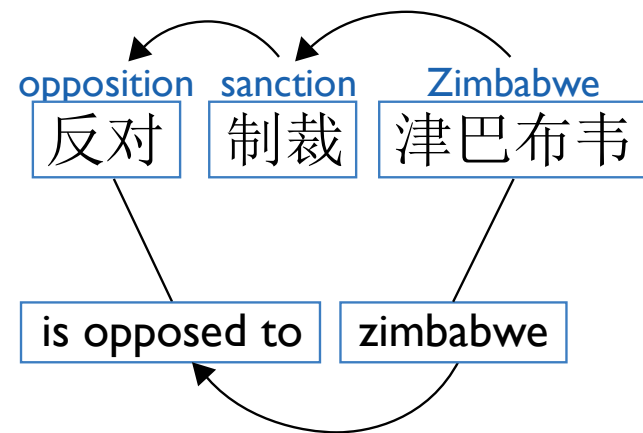 opposition sanction Zimbabwe
反对 制裁 津巴布韦
is opposed to zimbabwe